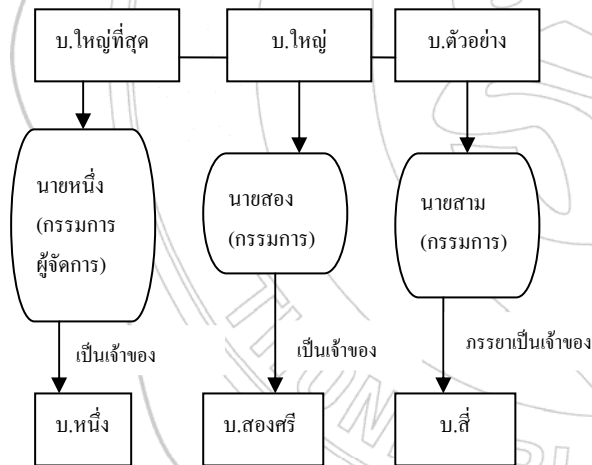 บ.ใหญ่ที่สุด
บ.ใหญ่
บ.ตัวอย่าง
นายหนึ่ง
(กรรมการ
ผู้จัดการ)
นายสอง
(กรรมการ)
นายสาม
(กรรมการ)
เป็นเจ้าของ
เป็นเจ้าของ
ภรรยาเป็นเจ้าของ
บ.หนึ่ง
บ.สองศรี
บ.สี่